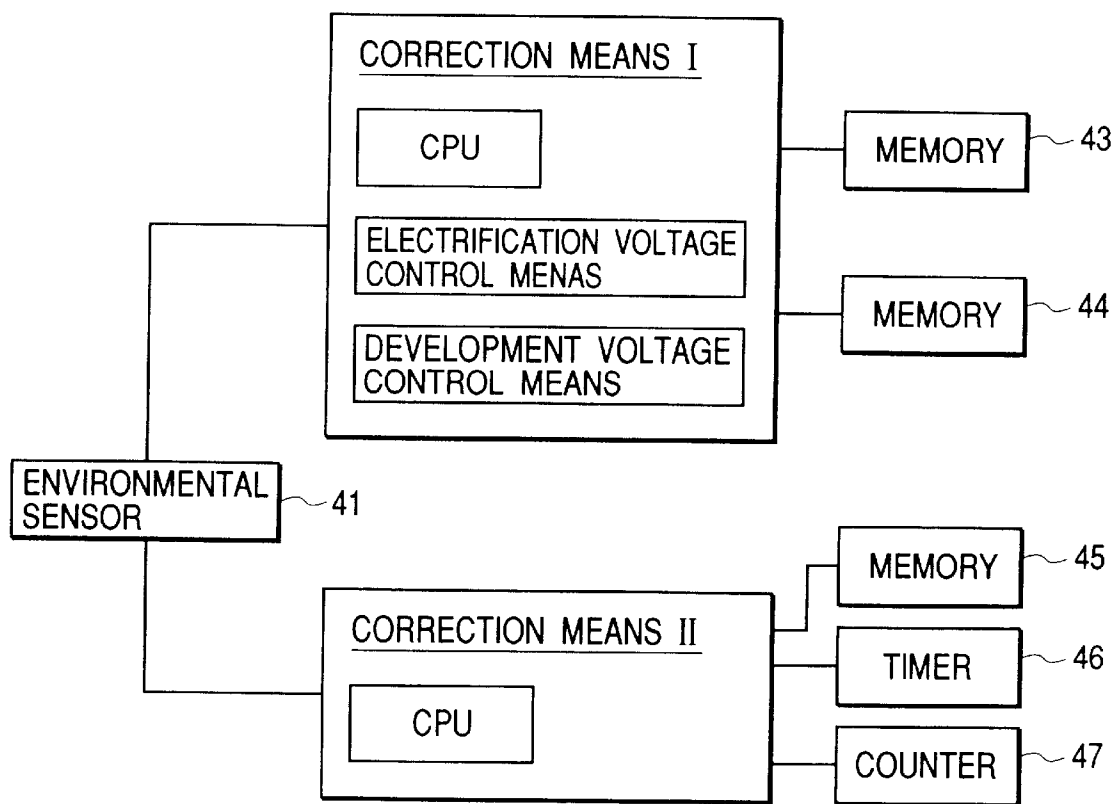 CORRECTION MEANS I
CPU
ELECTRIFICATION VOLTAGE
CONTROL MENAS
DEVELOPMENT VOLTAGE
CONTROL MEANS
MEMORY 43
MEMORY 44
ENVIRONMENTAL
SENSOR 41
CORRECTION MEANS II
CPU
MEMORY 45
TIMER 46
COUNTER 47